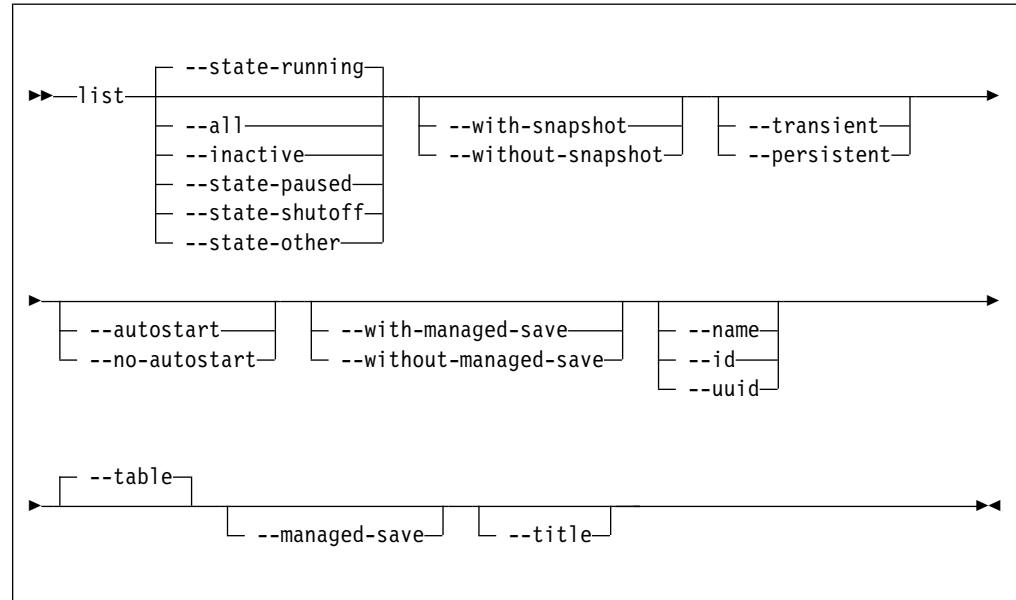 --state-running
list
--all
--with-snapshot
--transient
--inactive
--without-snapshot
--persistent
--state-paused
--state-shutoff
--state-other
--autostart
--with-managed-save
--name
--no-autostart
--without-managed-save
--id
--uuid
--table
--managed-save
--title